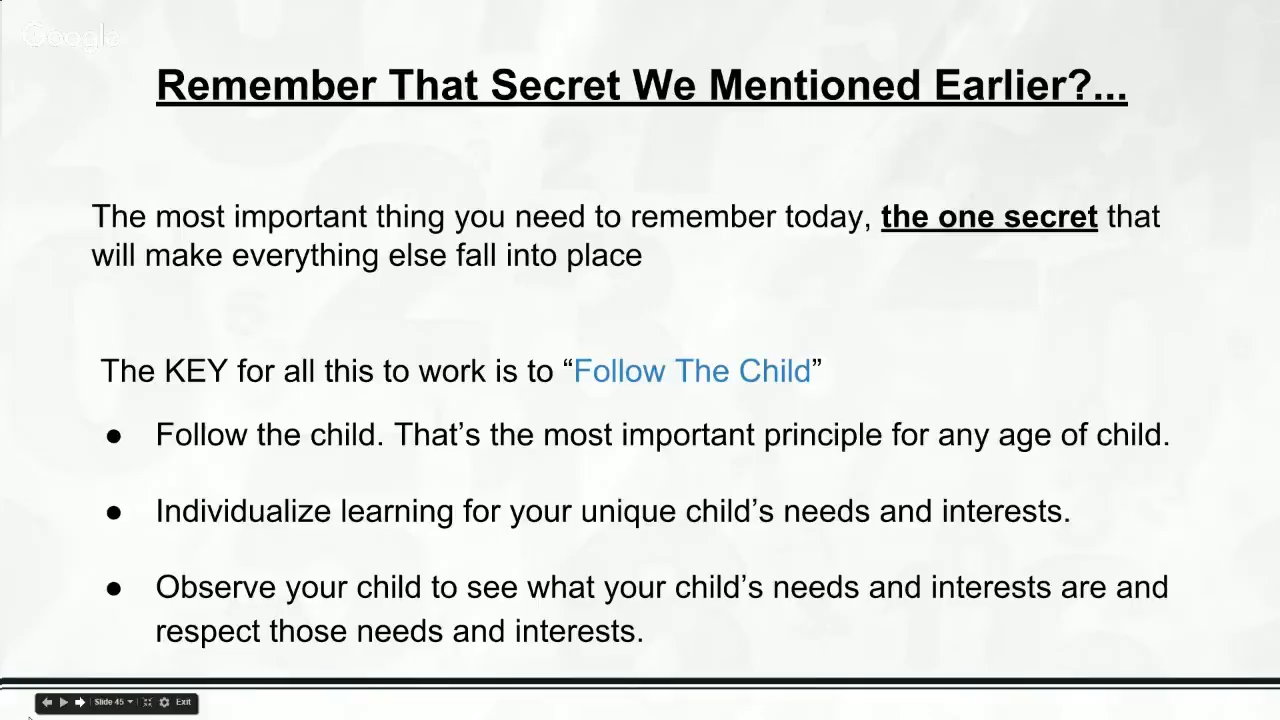 Google
Remember That Secret We Mentioned Earlier?...
The most important thing you need to remember today, the one secret that
will make everything else fall into place
The KEY for all this to work is to “Follow The Child”
● Follow the child. That’s the most important principle for any age of child.
● Individualize learning for your unique child’s needs and interests.
● Observe your child to see what your child’s needs and interests are and
respect those needs and interests.
Slide 45 Exit